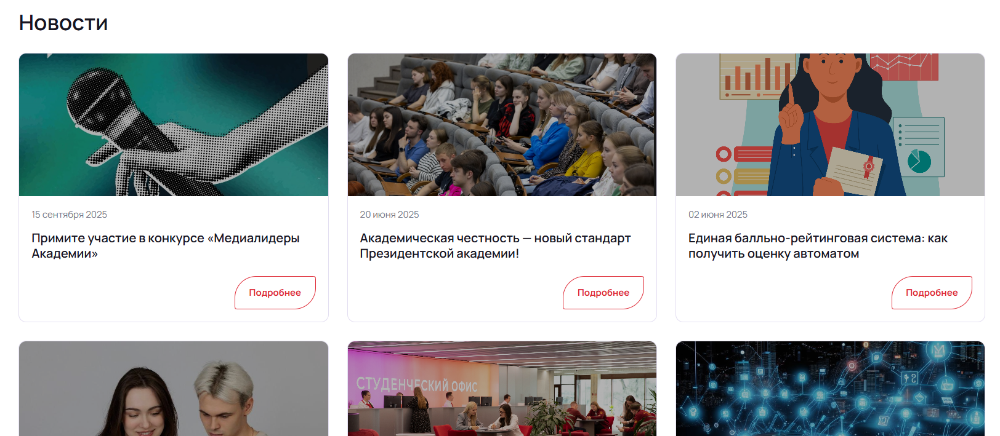 Новости
15 сентября 2025
Примите участие в конкурсе «Медиалидеры
Академии»
Подробнее
20 июня 2025
Академическая честность — новый стандарт
Президентской академии!
Подробнее
02 июня 2025
Единая балльно-рейтинговая система: как
получить оценку автоматом
Подробнее
СТУДЕНЧЕСКИЙ ОФИС